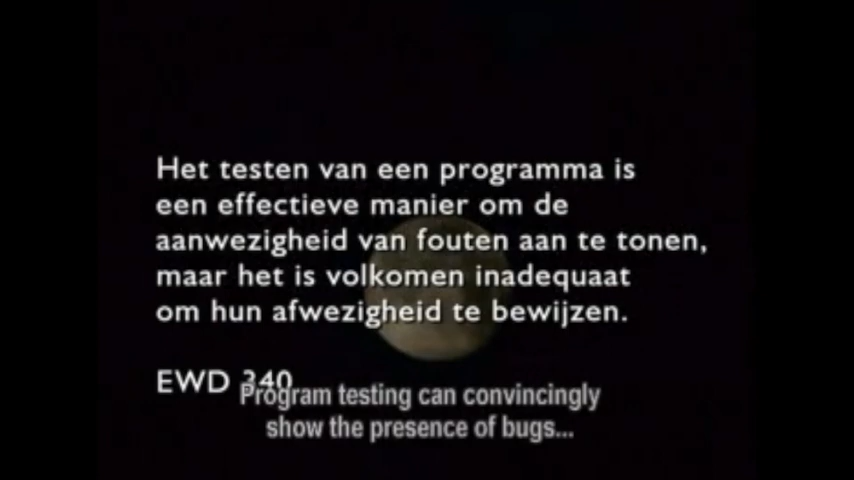 Het testen van een programma is
een effectieve manier om de
aanwezigheid van fouten aan te tonen,
maar het is volkomen inadequaat
om hun afwezigheid te bewijzen.
EWD 340
Program testing can convincingly
show the presence of bugs...